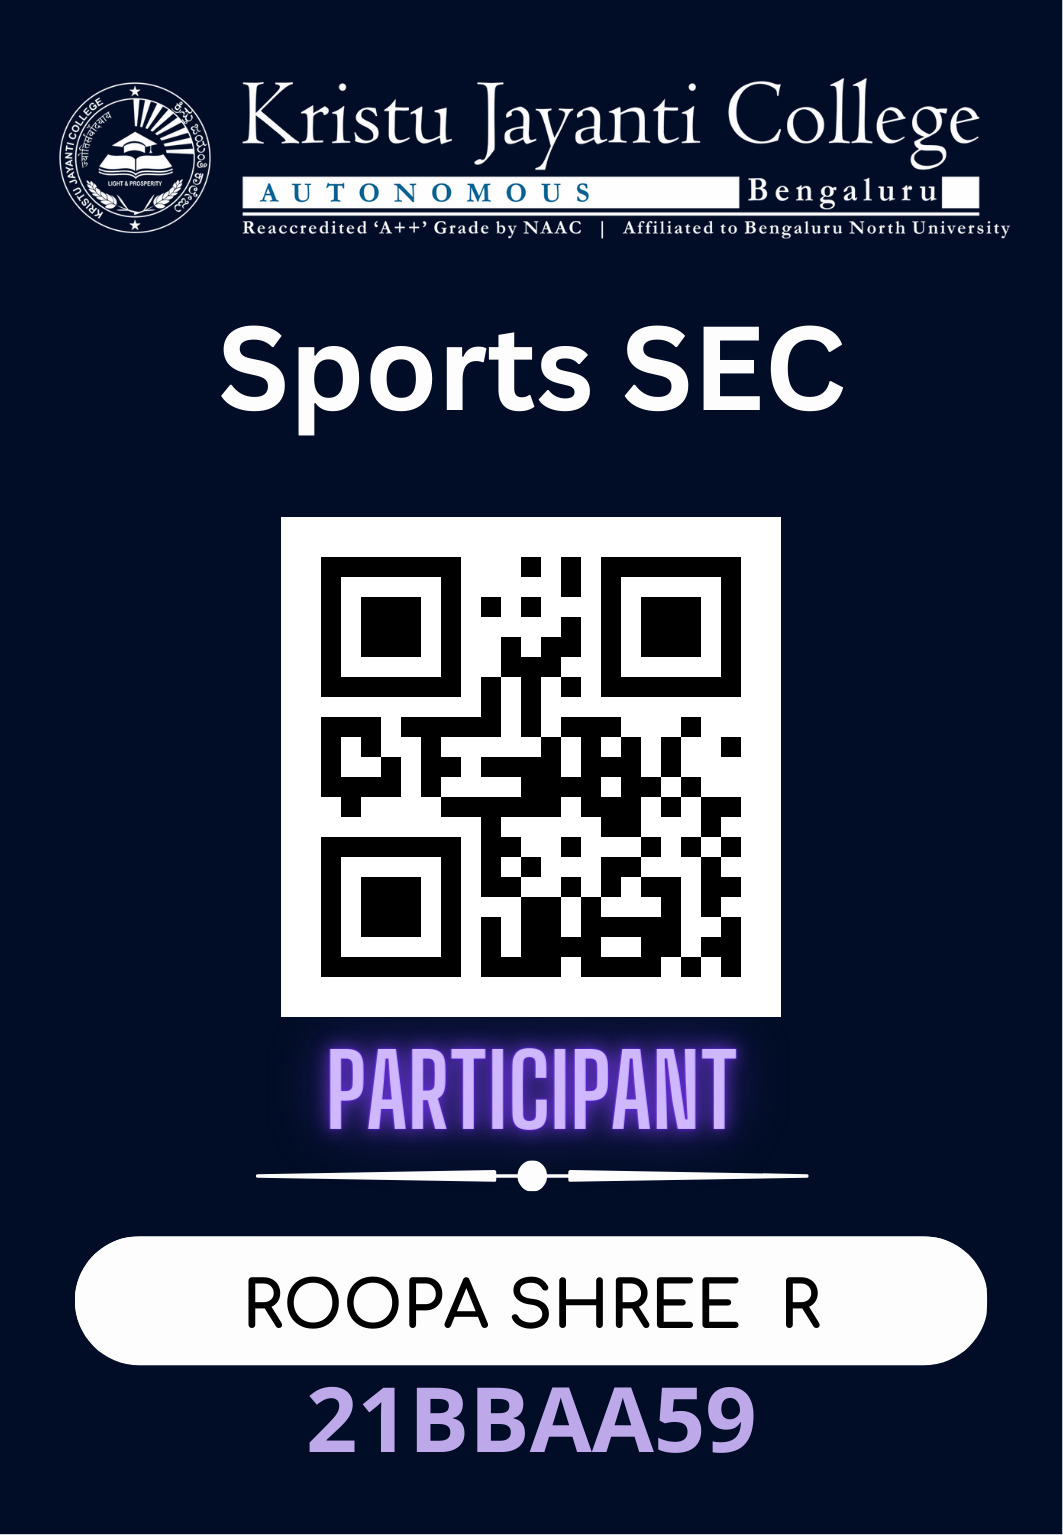 KRISTU JAYANTI COLLEGE
ಕ್ರಿಸ್ತು ಜಯಂತಿ ಕಾಲೇಜು
LIGHT & PROSPERITY
Kristu Jayanti College
AUTONOMOUS Bengaluru
Reaccredited ‘A++’ Grade by NAAC | Affiliated to Bengaluru North University
Sports SEC
PARTICIPANT
ROOPA SHREE R
21BBAA59